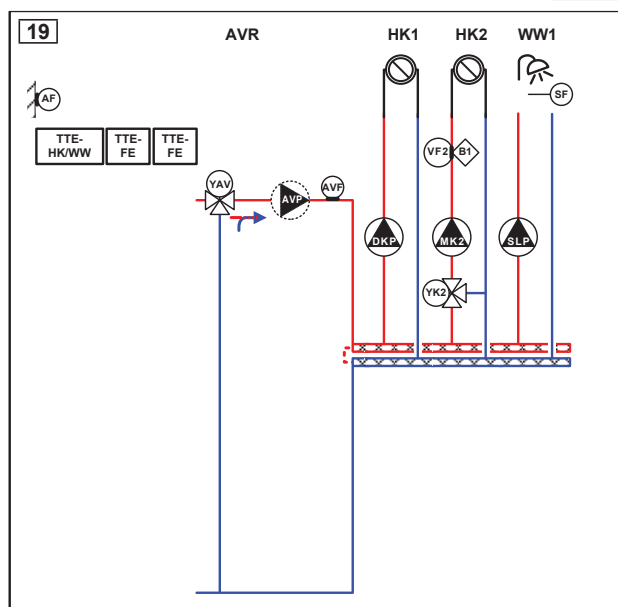 19
AVR
HK1
HK2
WW1
AF
SF
TTE-
HK/WW
TTE-
FE
TTE-
FE
VF2
B1
YAV
AVP
AVF
DKP
MK2
SLP
YK2